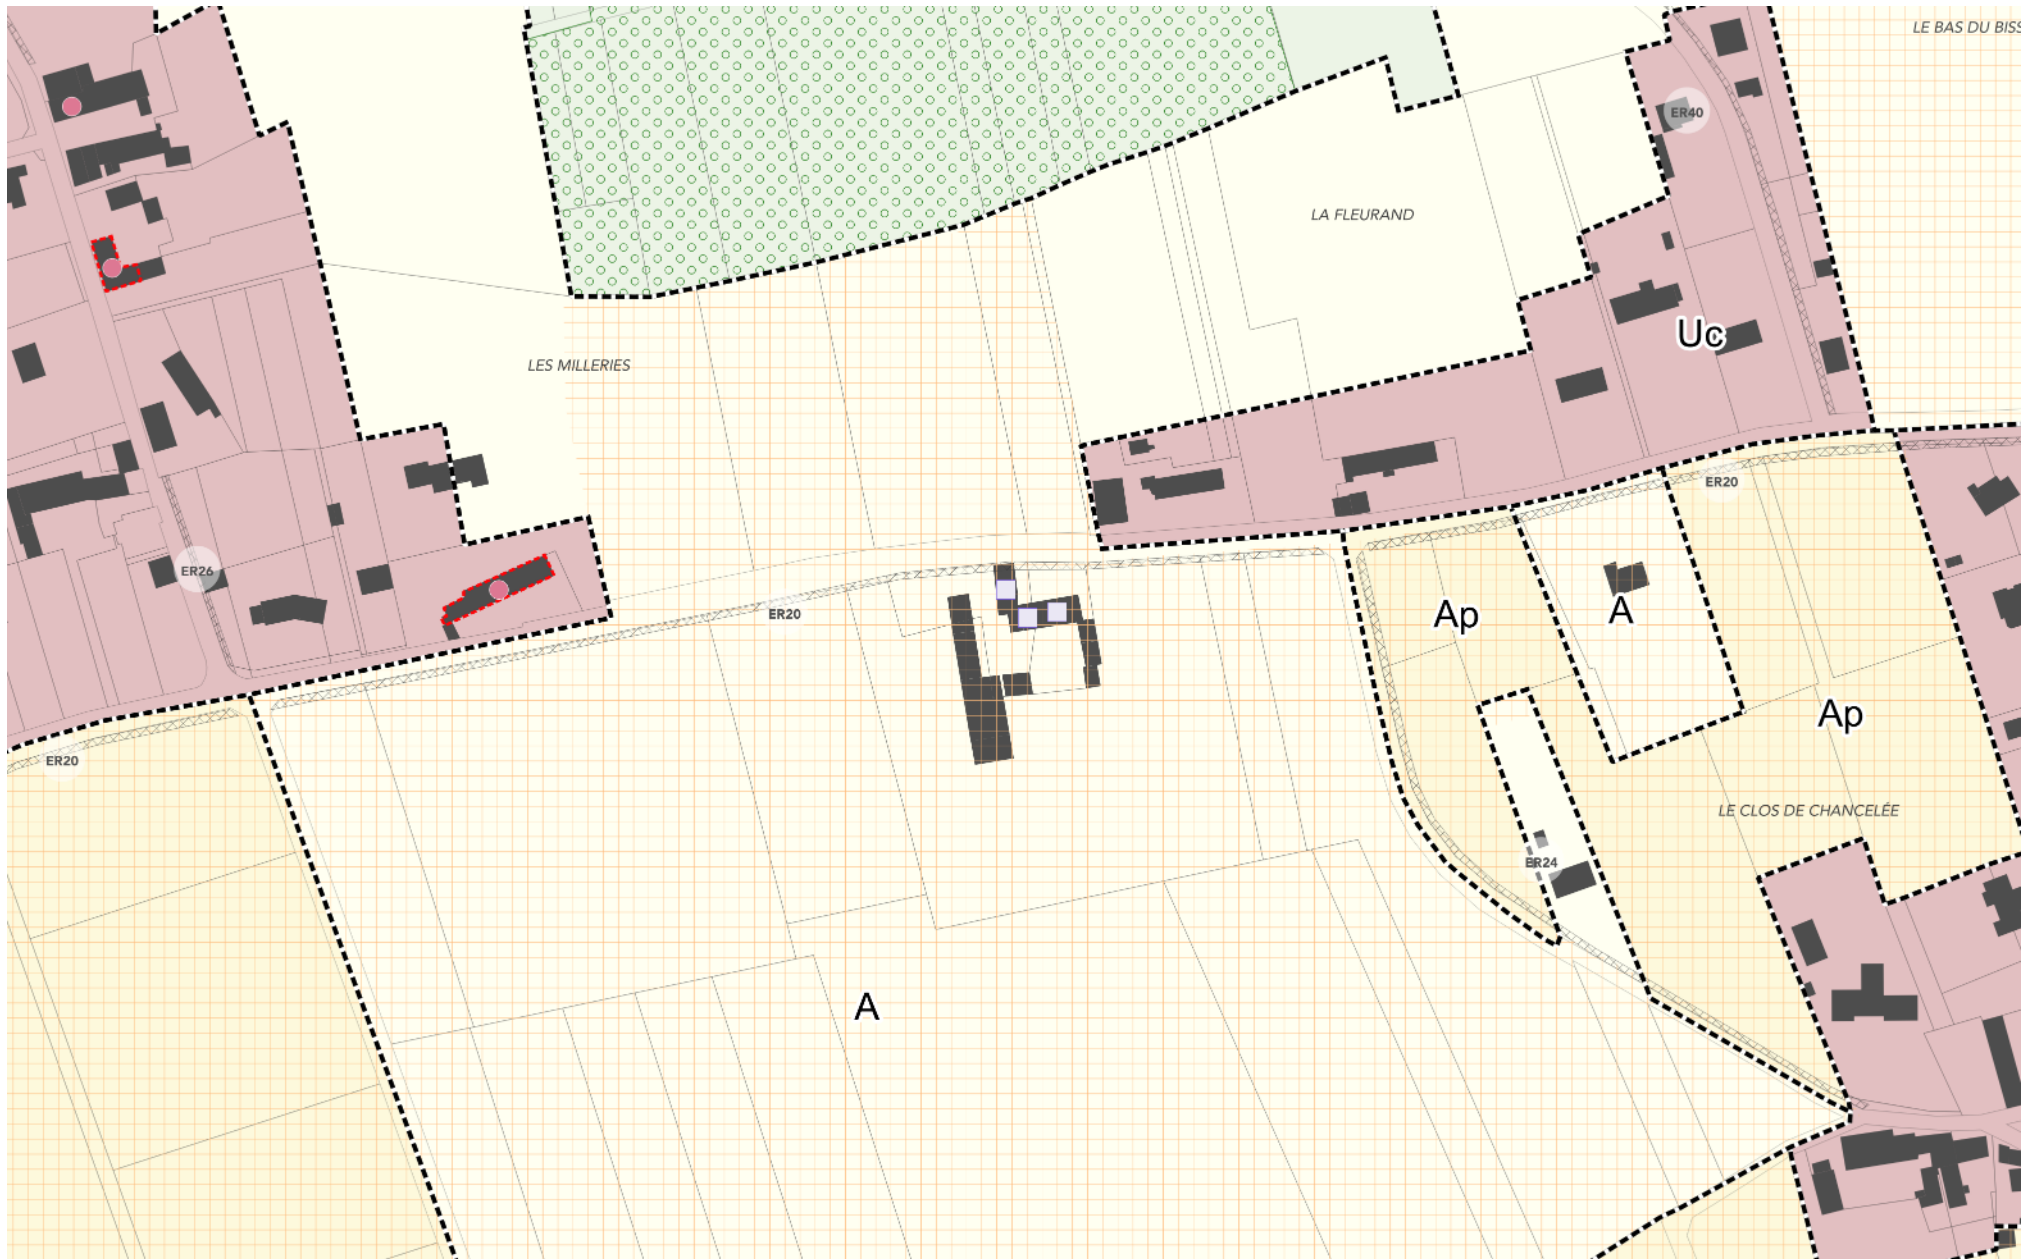 LE BAS DU BISS
ER40
LA FLEURAND
Uc
LES MILLERIES
ER20
ER26
Ap
A
ER20
Ap
ER20
LE CLOS DE CHANCELÉE
ER24
A